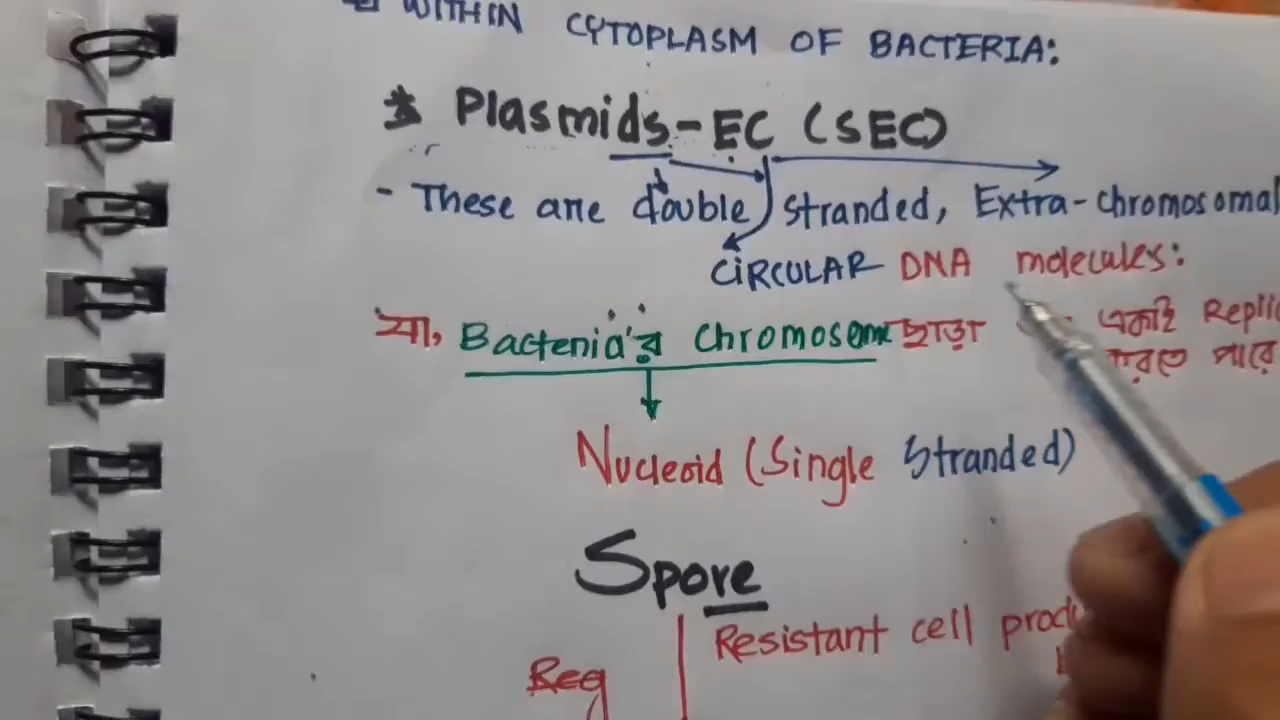 WITHIN CYTOPLASM OF BACTERIA:
* Plasmids-EC (SEC)
- These are double stranded, Extra-chromosomal
CIRCULAR DNA molecules:
যা, Bacteria'র Chromosome ছাড়া একাই Replic
করতে পারে
Nucleoid (Single Stranded)
Spore
Resistant cell produ
Reg